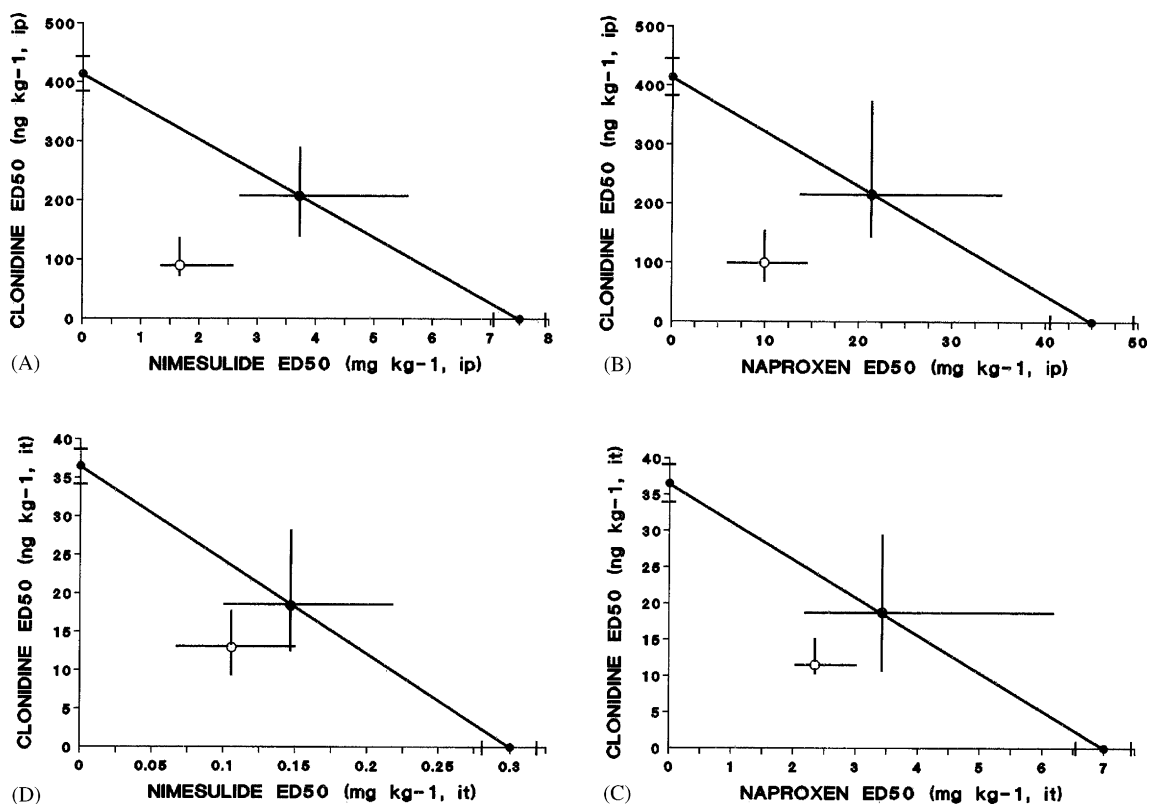 CLONIDINE ED50 (ng kg-1, ip)
500
400
300
200
100
0
0 1 2 3 4 5 6 7 8
(A) NIMESULIDE ED50 (mg kg-1, ip)
CLONIDINE ED50 (ng kg-1, ip)
500
400
300
200
100
0
0 10 20 30 40 50
(B) NAPROXEN ED50 (mg kg-1, ip)
CLONIDINE ED50 (ng kg-1, it)
40
35
30
25
20
15
10
5
0
0 0.05 0.1 0.15 0.2 0.25 0.3
(D) NIMESULIDE ED50 (mg kg-1, it)
CLONIDINE ED50 (ng kg-1, it)
40
35
30
25
20
15
10
5
0
0 1 2 3 4 5 6 7
(C) NAPROXEN ED50 (mg kg-1, it)